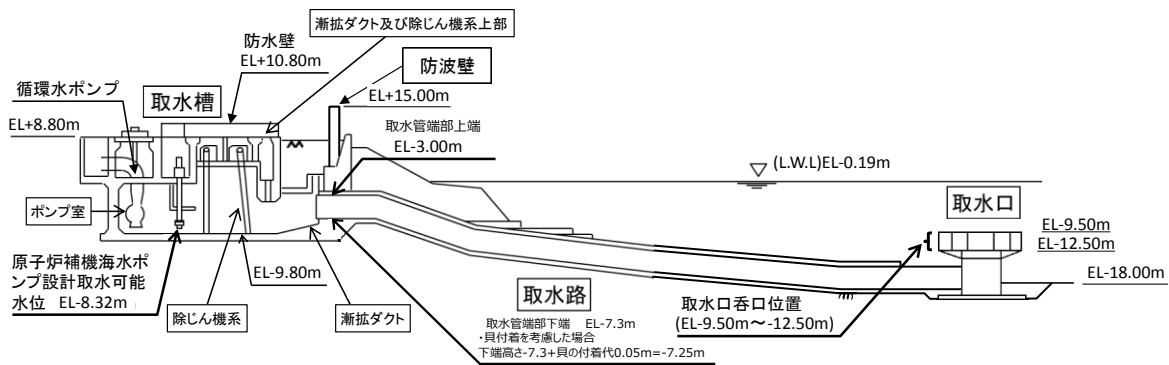 漸拡ダクト及び除じん機系上部
防水壁
EL+10.80m
防波壁
EL+15.00m
循環水ポンプ
取水槽
EL+8.80m
取水管端部上端
EL-3.00m
(L.W.L)EL-0.19m
ポンプ室
取水口
EL-9.50m
EL-12.50m
原子炉補機海水ポ
ンプ設計取水可能
水位 EL-8.32m
EL-9.80m
EL-18.00m
除じん機系
漸拡ダクト
取水路
取水口呑口位置
(EL-9.50m～-12.50m)
取水管端部下端 EL-7.3m
・貝付着を考慮した場合
下端高さ-7.3+貝の付着代0.05m=-7.25m